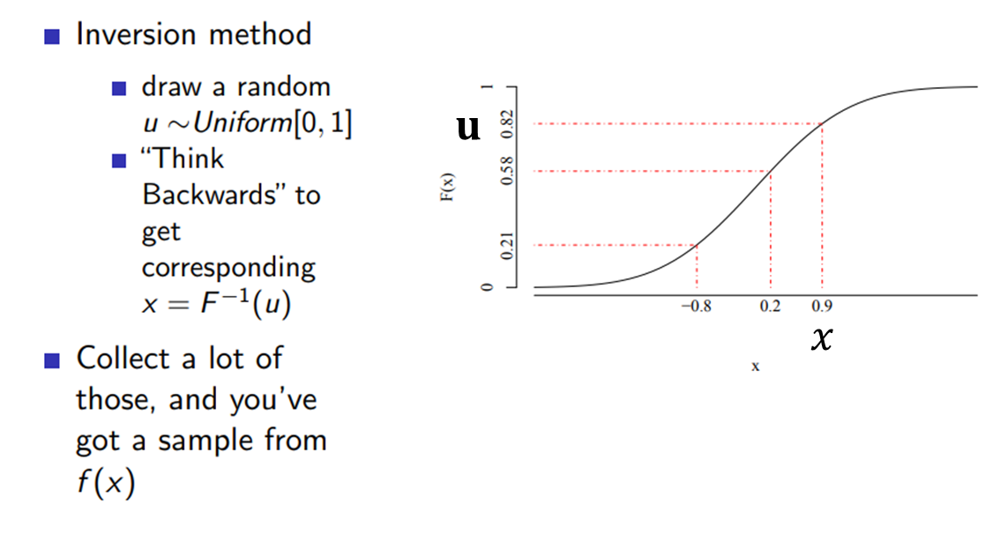 Inversion method
draw a random
u ∼Uniform[0, 1]
“Think
Backwards” to
get
corresponding
x = F⁻¹(u)
Collect a lot of
those, and you’ve
got a sample from
f(x)
u
F(x)
1
0.82
0.58
0.21
0
−0.8 0.2 0.9
x
x